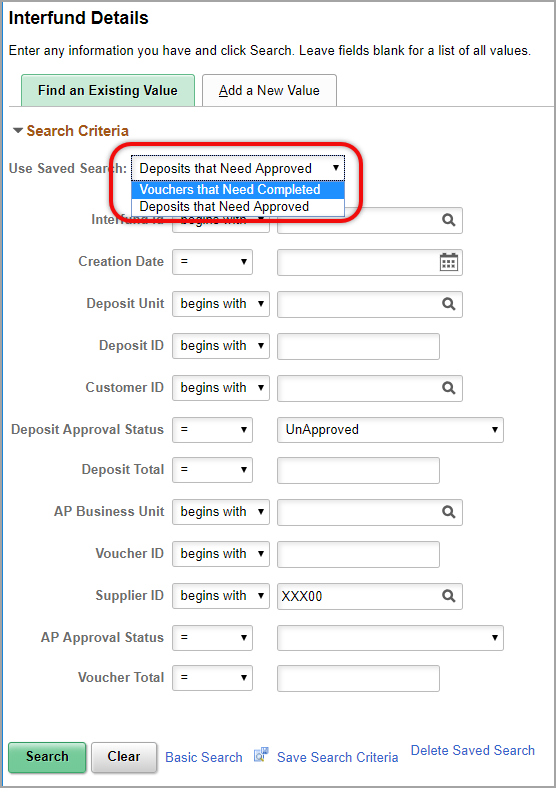 Interfund Details
Enter any information you have and click Search. Leave fields blank for a list of all values.
Find an Existing Value
Add a New Value
Search Criteria
Use Saved Search: Deposits that Need Approved
Vouchers that Need Completed
Deposits that Need Approved
Interfund Id begins with
Creation Date =
Deposit Unit begins with
Deposit ID begins with
Customer ID begins with
Deposit Approval Status = UnApproved
Deposit Total =
AP Business Unit begins with
Voucher ID begins with
Supplier ID begins with XXX00
AP Approval Status =
Voucher Total =
Search Clear Basic Search Save Search Criteria Delete Saved Search